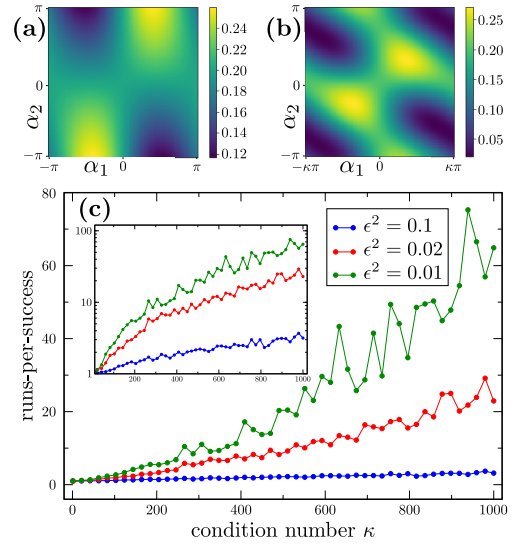 (a)
π
0
−π
α₂
−π
α₁
0
π
0.24
0.22
0.20
0.18
0.16
0.14
0.12
(b)
π
0
−π
α₂
−κπ
α₁
0
κπ
0.25
0.20
0.15
0.10
0.05
(c)
80
60
40
20
0
runs-per-success
0
200
400
600
800
1000
condition number κ
ϵ² = 0.1
ϵ² = 0.02
ϵ² = 0.01
100
10
1
200
400
600
800
1000